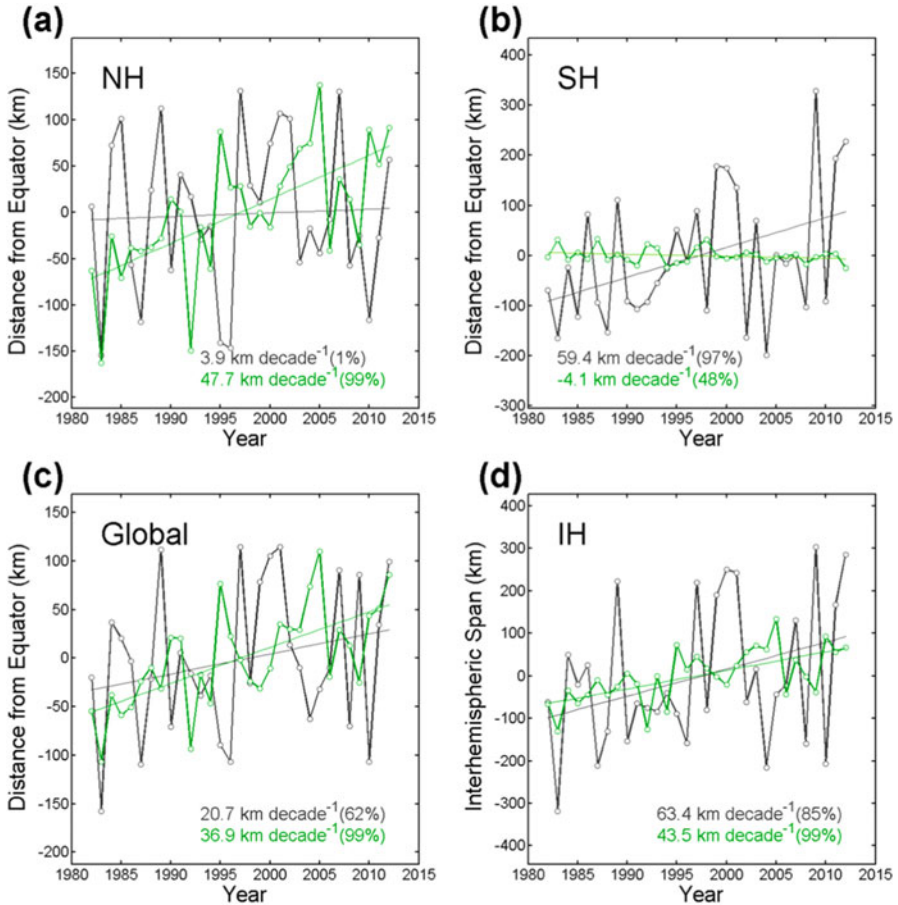 (a)
NH
Distance from Equator (km)
150
100
50
0
-50
-100
-150
-200
3.9 km decade⁻¹(1%)
47.7 km decade⁻¹(99%)
1980 1985 1990 1995 2000 2005 2010 2015
Year
(b)
SH
Distance from Equator (km)
400
300
200
100
0
-100
-200
-300
59.4 km decade⁻¹(97%)
-4.1 km decade⁻¹(48%)
1980 1985 1990 1995 2000 2005 2010 2015
Year
(c)
Global
Distance from Equator (km)
150
100
50
0
-50
-100
-150
-200
20.7 km decade⁻¹(62%)
36.9 km decade⁻¹(99%)
1980 1985 1990 1995 2000 2005 2010 2015
Year
(d)
IH
Interhemispheric Span (km)
400
300
200
100
0
-100
-200
-300
-400
63.4 km decade⁻¹(85%)
43.5 km decade⁻¹(99%)
1980 1985 1990 1995 2000 2005 2010 2015
Year